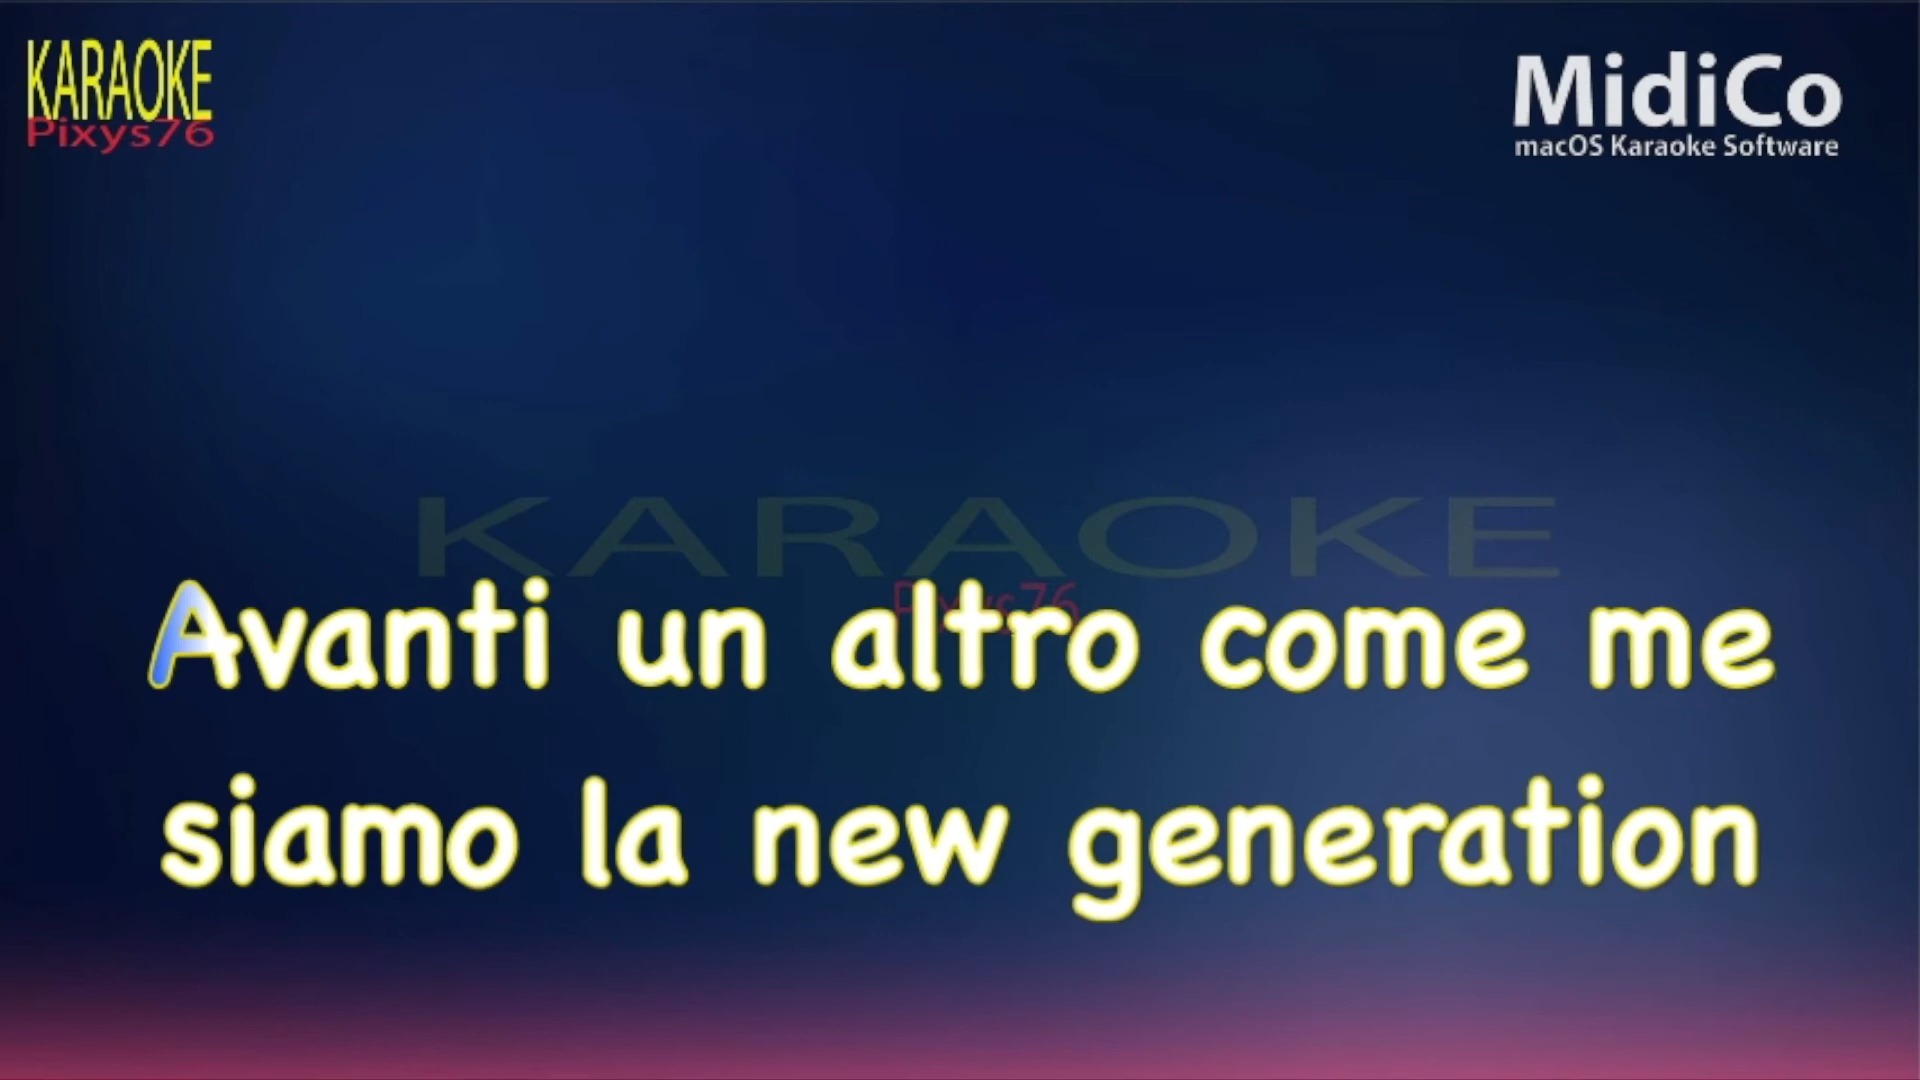 KARAOKE
Pixys76
MidiCo
macOS Karaoke Software
KARAOKE
Pixys76
Avanti un altro come me
siamo la new generation